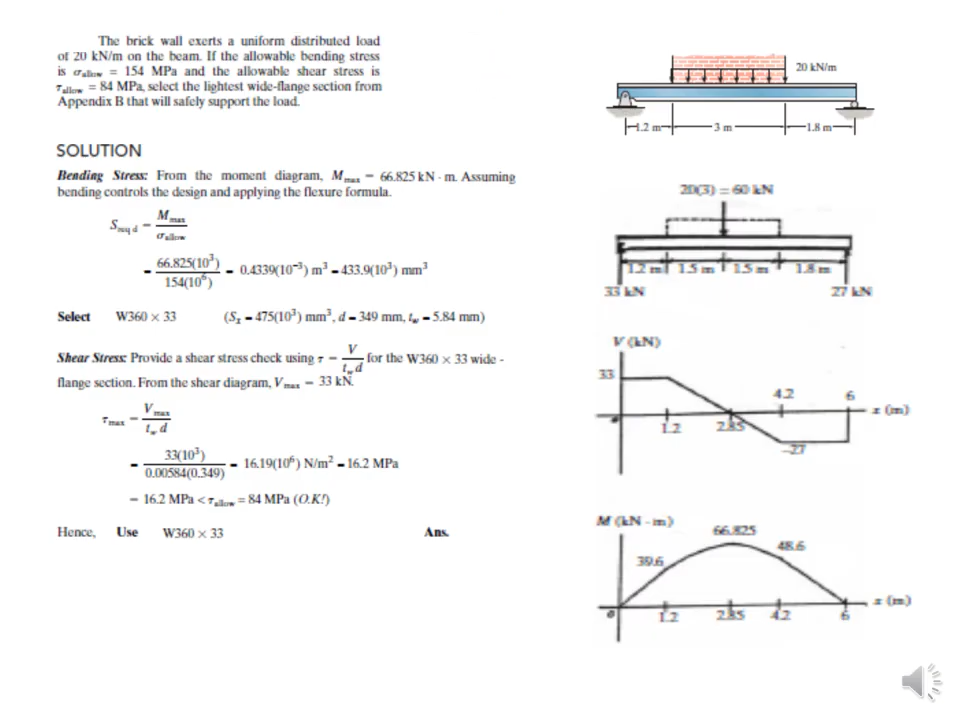 The brick wall exerts a uniform distributed load
of 20 kN/m on the beam. If the allowable bending stress
is σallow = 154 MPa and the allowable shear stress is
τallow = 84 MPa, select the lightest wide-flange section from
Appendix B that will safely support the load.
20 kN/m
1.2 m
3 m
1.8 m
SOLUTION
Bending Stress: From the moment diagram, Mmax = 66.825 kN · m. Assuming
bending controls the design and applying the flexure formula.
Sreq'd = Mmax / σallow
= 66.825(10³) / 154(10⁶) = 0.4339(10⁻³) m³ = 433.9(10³) mm³
Select W360 × 33 (Sx = 475(10³) mm³, d = 349 mm, tw = 5.84 mm)
Shear Stress: Provide a shear stress check using τ = V / tw d for the W360 × 33 wide -
flange section. From the shear diagram, Vmax = 33 kN.
τmax = Vmax / tw d
= 33(10³) / 0.00584(0.349) = 16.19(10⁶) N/m² = 16.2 MPa
= 16.2 MPa < τallow = 84 MPa (O.K!)
Hence, Use W360 × 33 Ans.
20(3) = 60 kN
1.2 m 1.5 m 1.5 m 1.8 m
33 kN 27 kN
V (kN)
33
4.2 6
x (m)
0 1.2 2.85
-27
M (kN · m)
66.825
39.6 48.6
x (m)
0 1.2 2.85 4.2 6